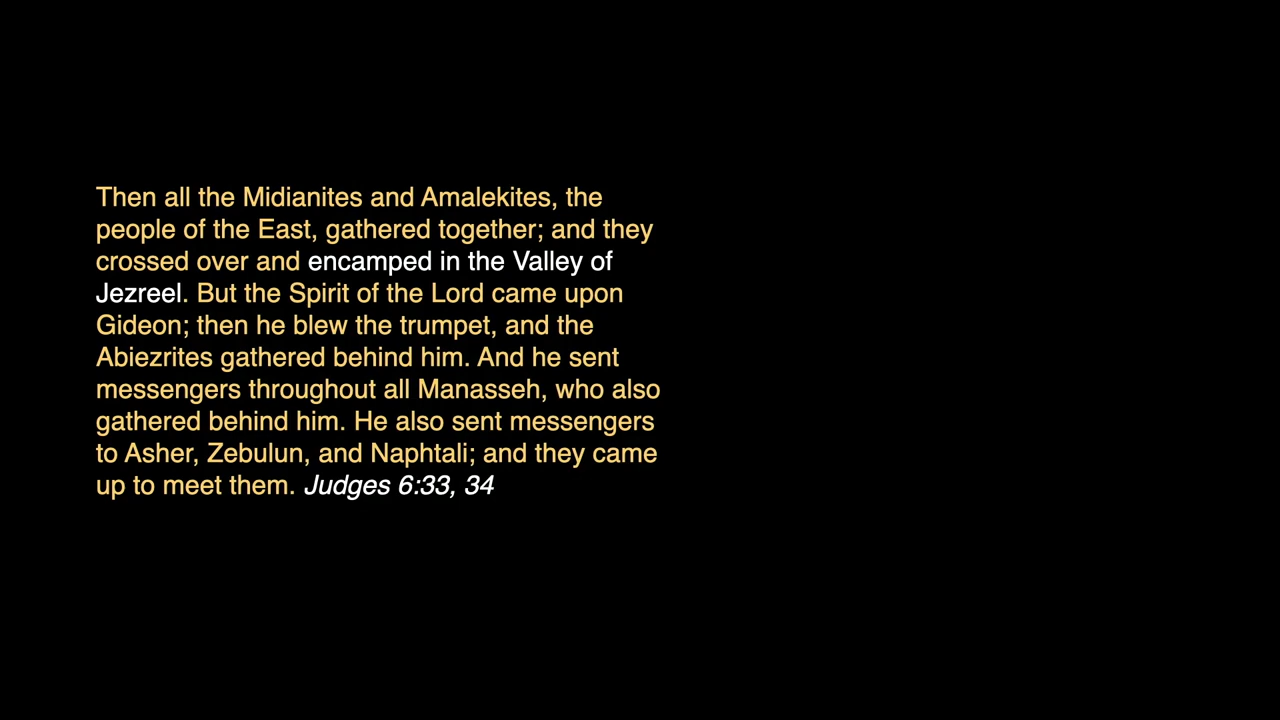 Then all the Midianites and Amalekites, the
people of the East, gathered together; and they
crossed over and encamped in the Valley of
Jezreel. But the Spirit of the Lord came upon
Gideon; then he blew the trumpet, and the
Abiezrites gathered behind him. And he sent
messengers throughout all Manasseh, who also
gathered behind him. He also sent messengers
to Asher, Zebulun, and Naphtali; and they came
up to meet them. Judges 6:33, 34